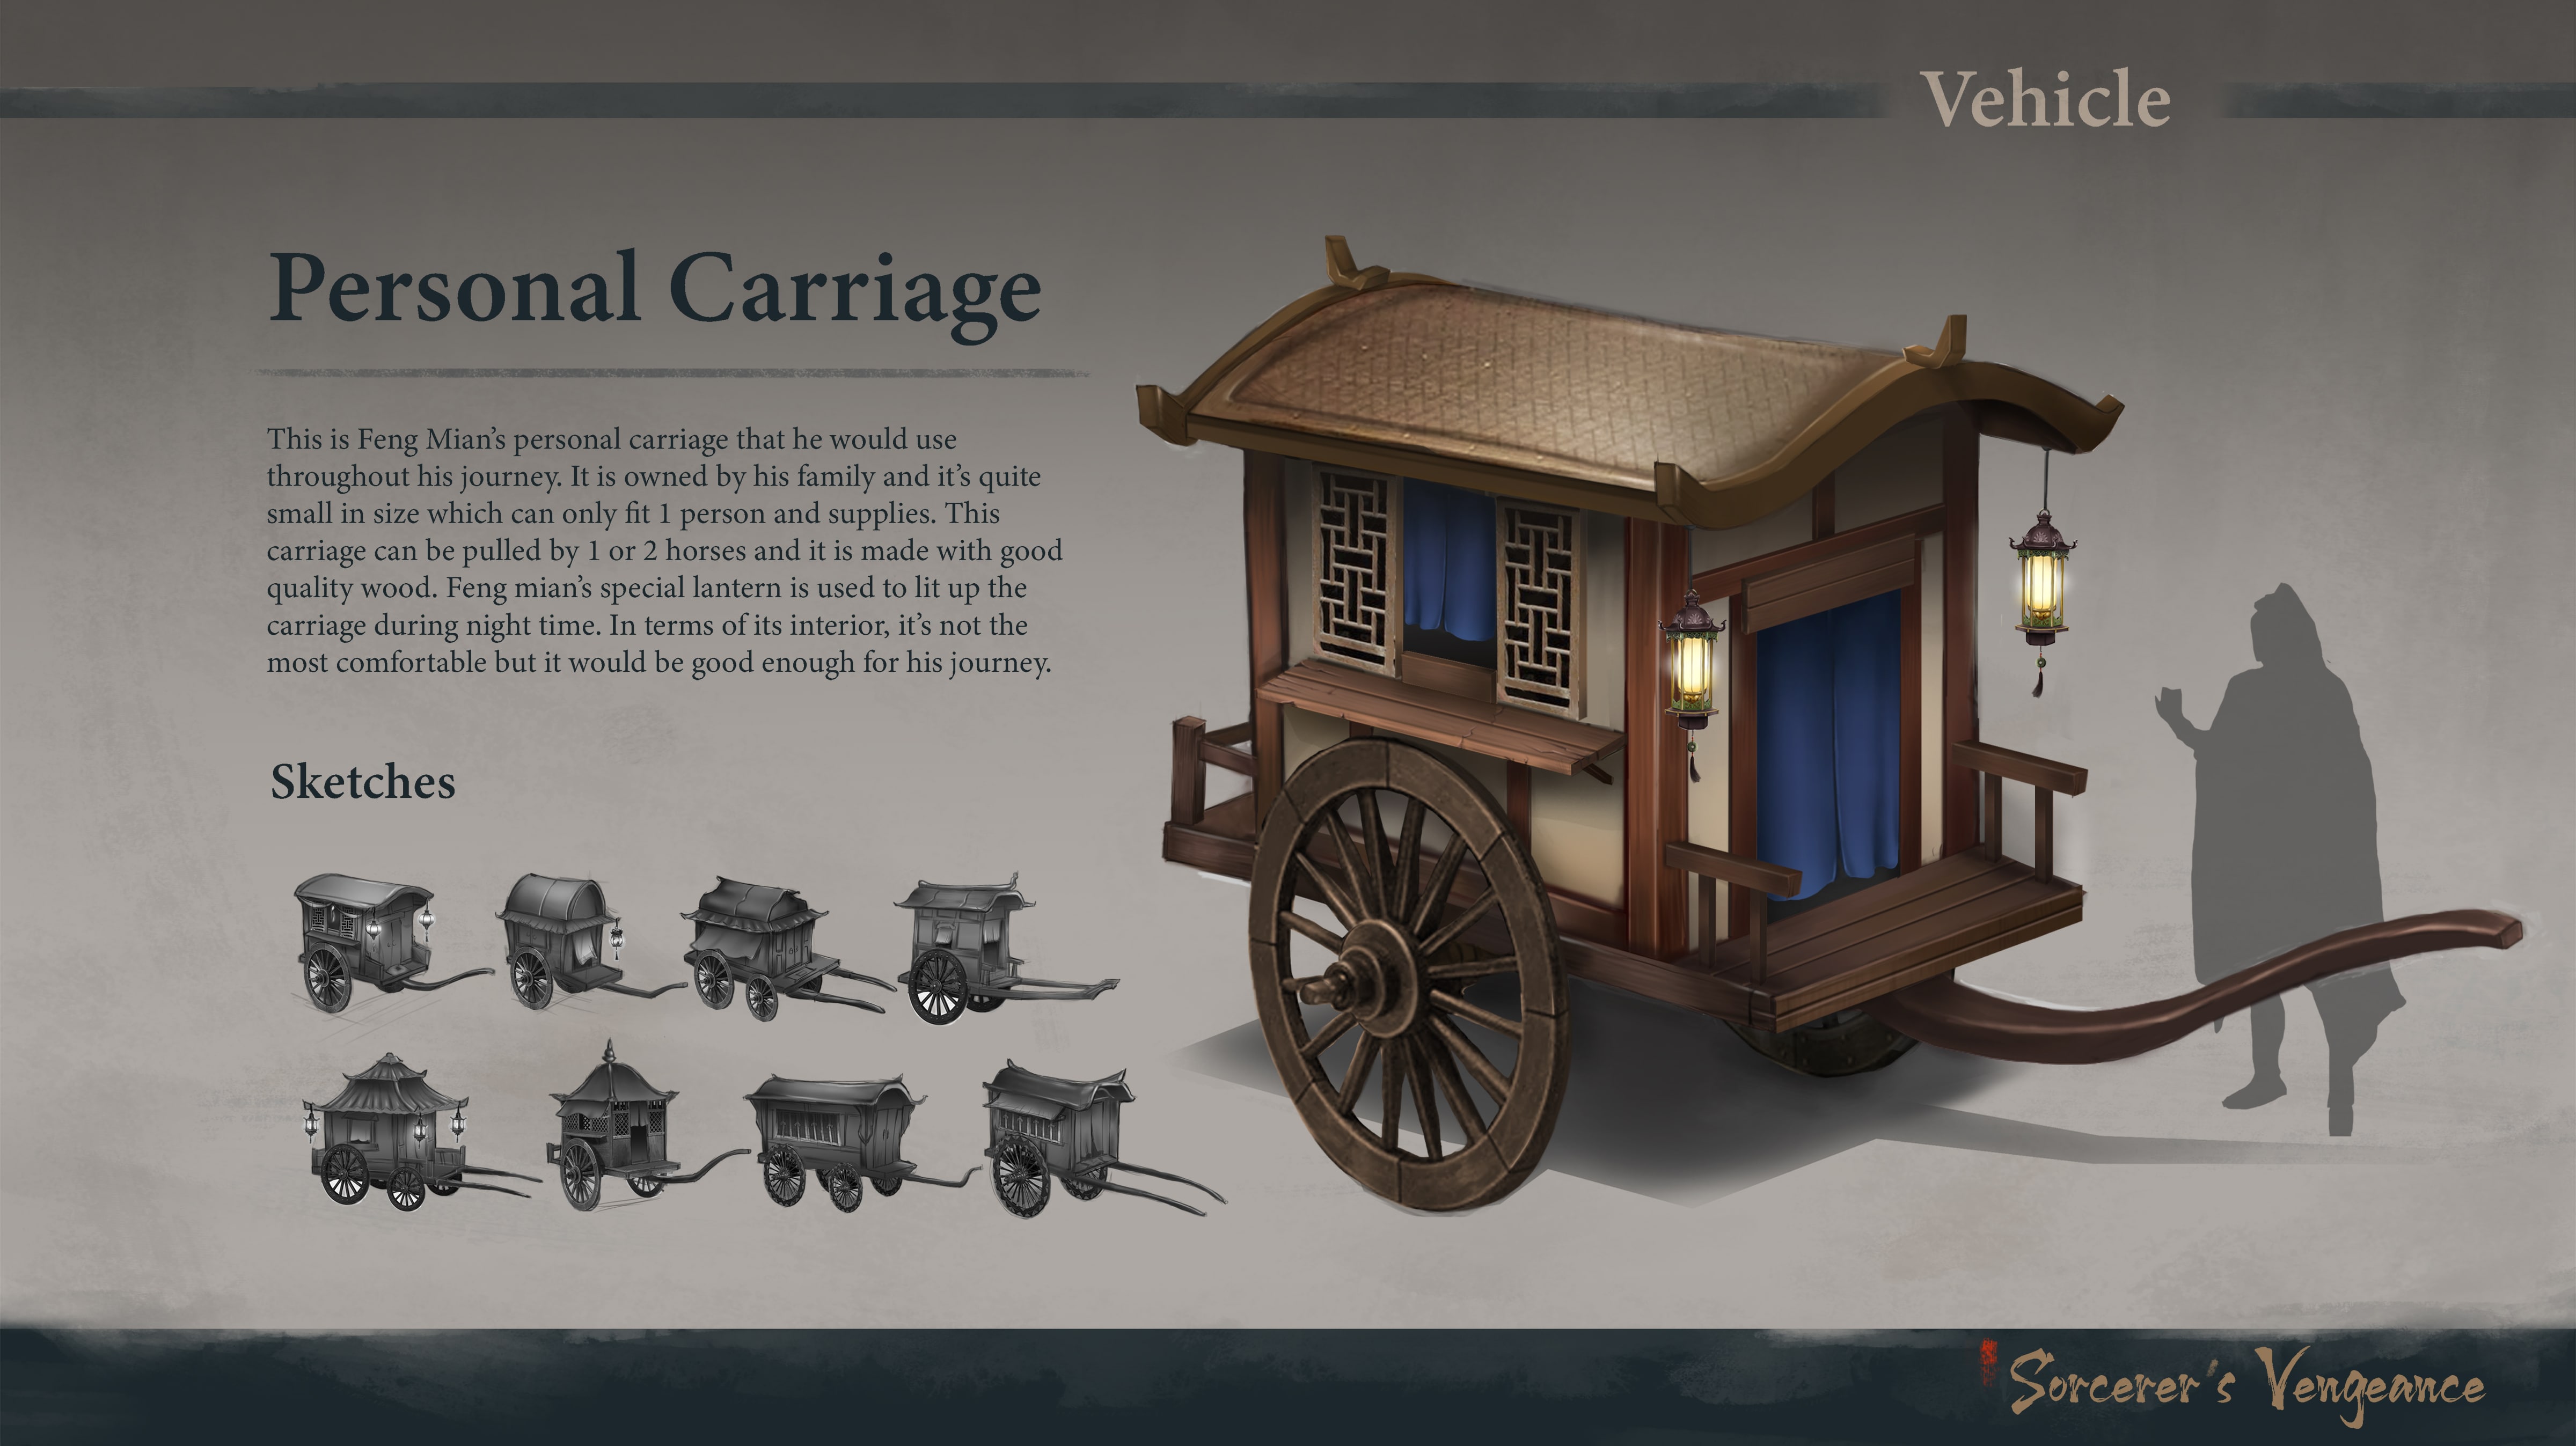 Vehicle
Personal Carriage
This is Feng Mian’s personal carriage that he would use
throughout his journey. It is owned by his family and it’s quite
small in size which can only fit 1 person and supplies. This
carriage can be pulled by 1 or 2 horses and it is made with good
quality wood. Feng mian’s special lantern is used to lit up the
carriage during night time. In terms of its interior, it’s not the
most comfortable but it would be good enough for his journey.
Sketches
Sorcerer's Vengeance